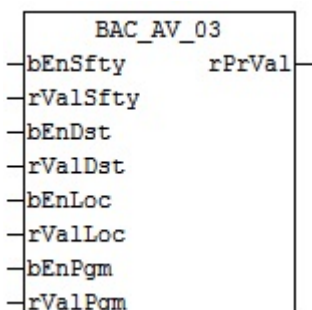 BAC_AV_03
bEnSfty rPrVal
rValSfty
bEnDst
rValDst
bEnLoc
rValLoc
bEnPgm
rValPgm